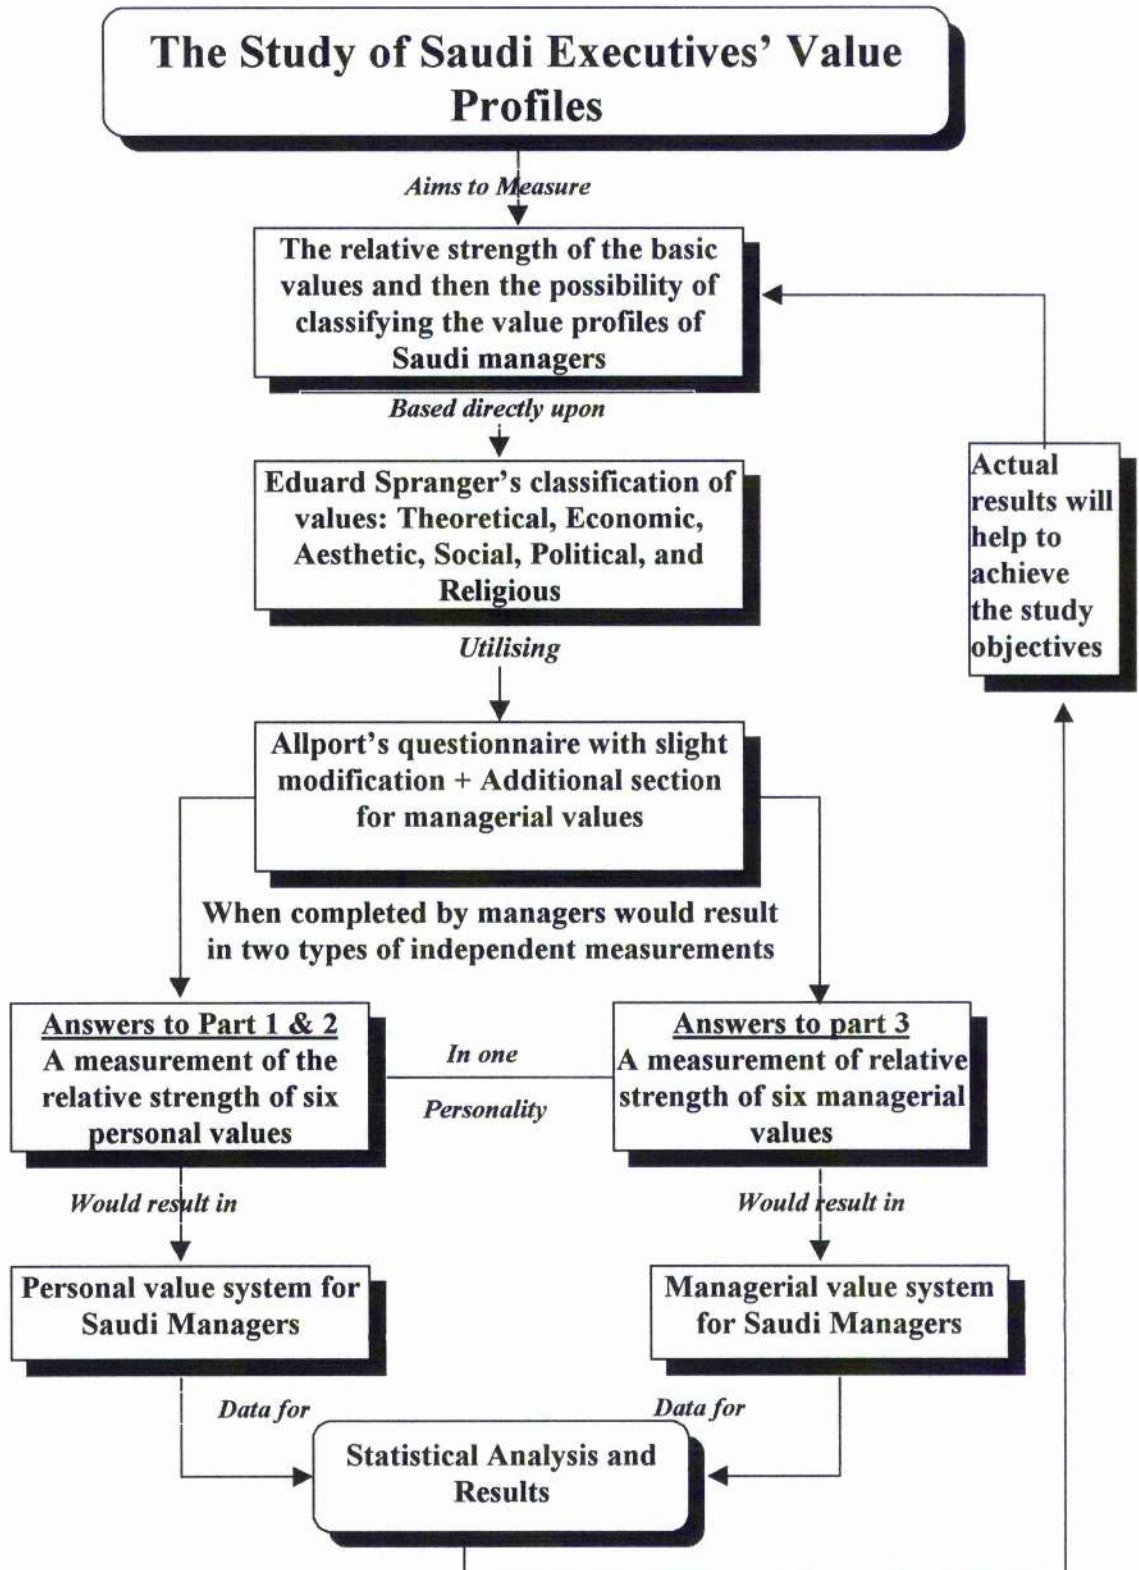 The Study of Saudi Executives’ Value
Profiles
Aims to Measure
The relative strength of the basic
values and then the possibility of
classifying the value profiles of
Saudi managers
Based directly upon
Eduard Spranger’s classification of
values: Theoretical, Economic,
Aesthetic, Social, Political, and
Religious
Actual
results will
help to
achieve
the study
objectives
Utilising
Allport’s questionnaire with slight
modification + Additional section
for managerial values
When completed by managers would result
in two types of independent measurements
Answers to Part 1 & 2
A measurement of the
relative strength of six
personal values
In one
Personality
Answers to part 3
A measurement of relative
strength of six managerial
values
Would result in
Would result in
Personal value system for
Saudi Managers
Managerial value system
for Saudi Managers
Data for
Data for
Statistical Analysis and
Results